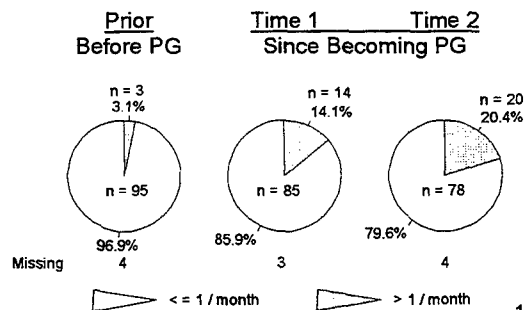 Prior
Time 1
Time 2
Before PG
Since Becoming PG
n = 3
3.1%
n = 14
14.1%
n = 20
20.4%
n = 95
n = 85
n = 78
96.9%
85.9%
79.6%
Missing
4
3
4
< = 1 / month
> 1 / month